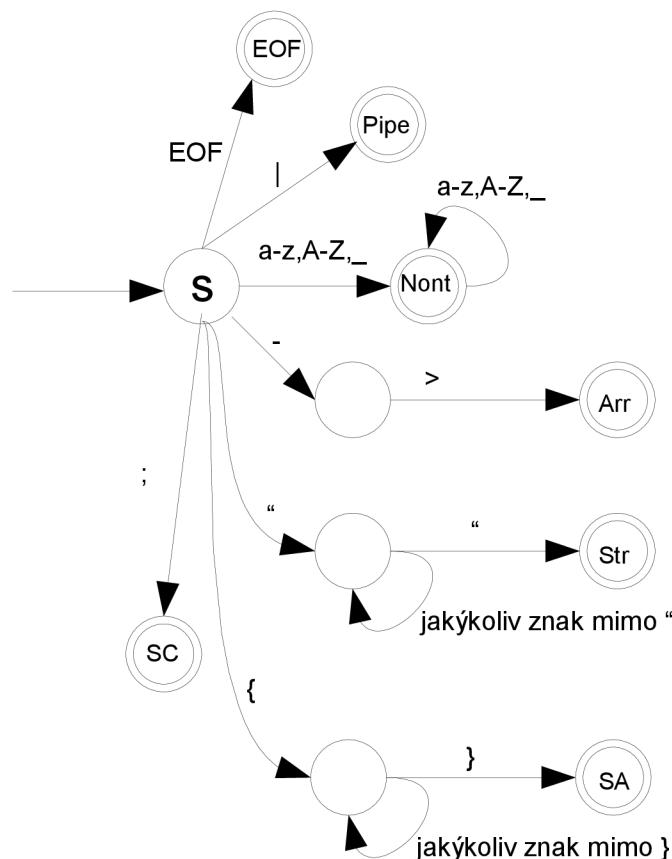 EOF
Pipe
EOF
|
a-z,A-Z,_
a-z,A-Z,_
S
Nont
-
>
Arr
;
“
“
Str
jakýkoliv znak mimo “
SC
{
}
SA
jakýkoliv znak mimo }